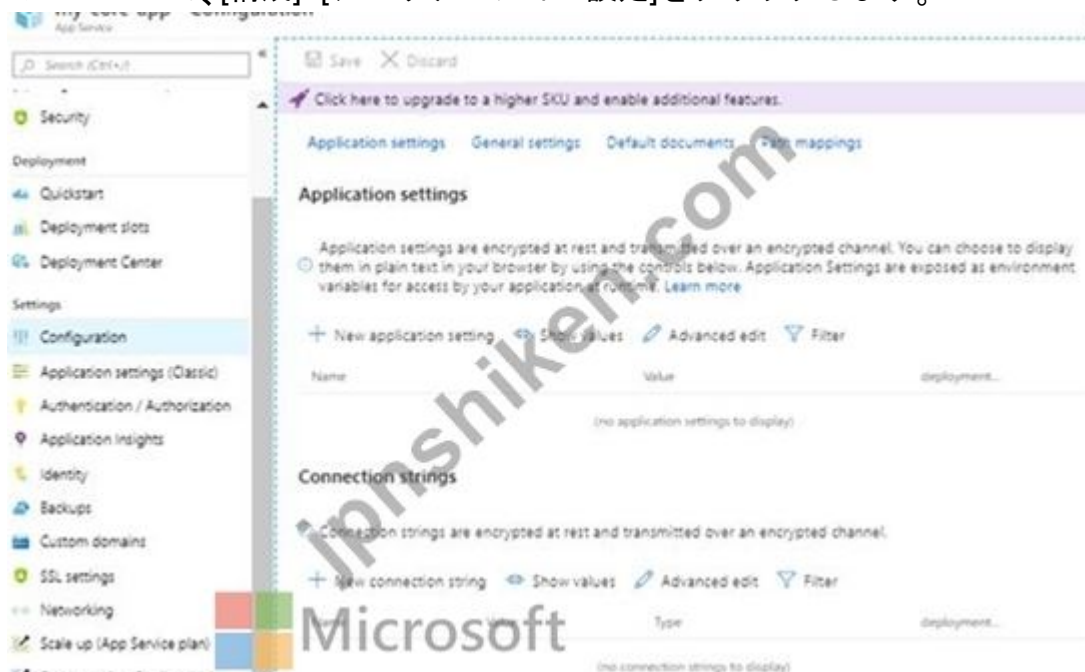 my-core-app - Configuration
App Service
Search (Ctrl+/)
Save Discard
Click here to upgrade to a higher SKU and enable additional features.
Security
Application settings General settings Default documents Path mappings
Deployment
Quickstart
Deployment slots
Deployment Center
Application settings
Application settings are encrypted at rest and transmitted over an encrypted channel. You can choose to display
them in plain text in your browser by using the controls below. Application Settings are exposed as environment
variables for access by your application at runtime. Learn more
Settings
Configuration
Application settings (Classic)
Authentication / Authorization
Application Insights
Identity
Backups
Custom domains
SSL settings
Networking
Scale up (App Service plan)
New application setting Show values Advanced edit Filter
Name Value deployment...
(no application settings to display)
Connection strings
Connection strings are encrypted at rest and transmitted over an encrypted channel.
New connection string Show values Advanced edit Filter
Type deployment...
(no connection strings to display)
jpnshiken.com
Microsoft